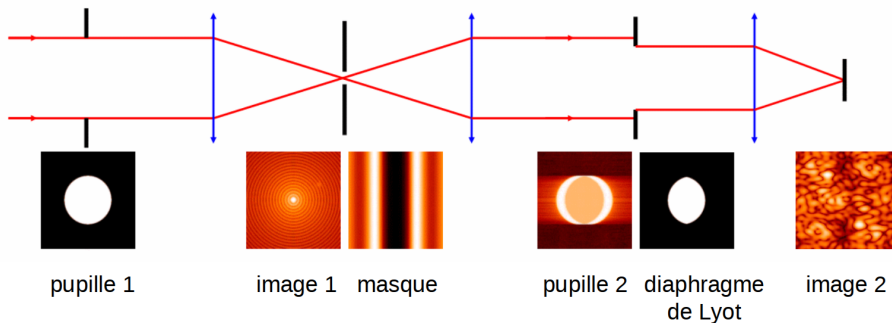 pupille 1
image 1
masque
pupille 2
diaphragme
de Lyot
image 2